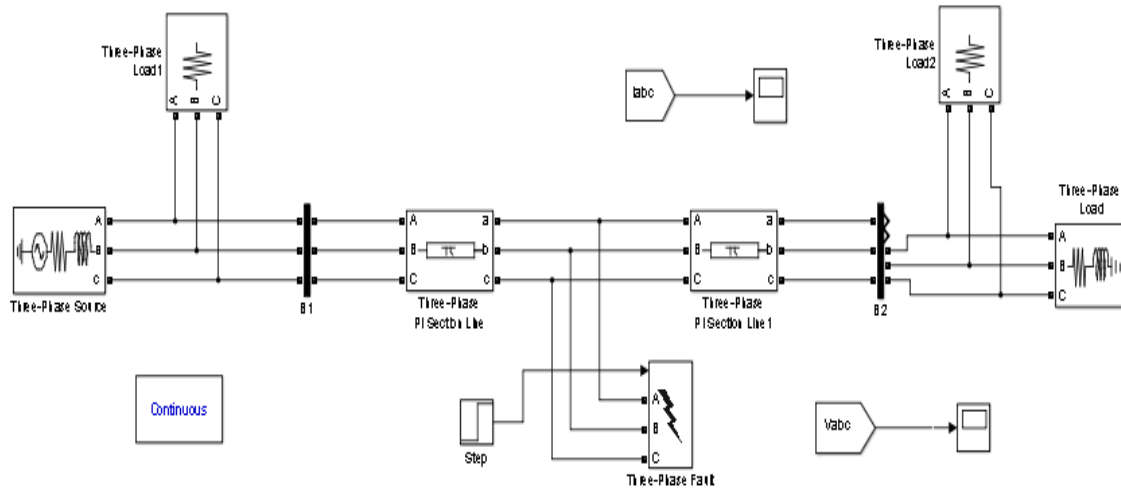 Three-Phase
Load1
A B C
Iabc
Three-Phase
Load2
A B C
Three-Phase
Load
A
B
C
A
B
C
Three-Phase Source
B1
A a
B b
C c
Three-Phase
PI Section Line
A a
B b
C c
Three-Phase
PI Section Line1
B2
Continuous
Step
A
B
C
Three-Phase Fault
Vabc